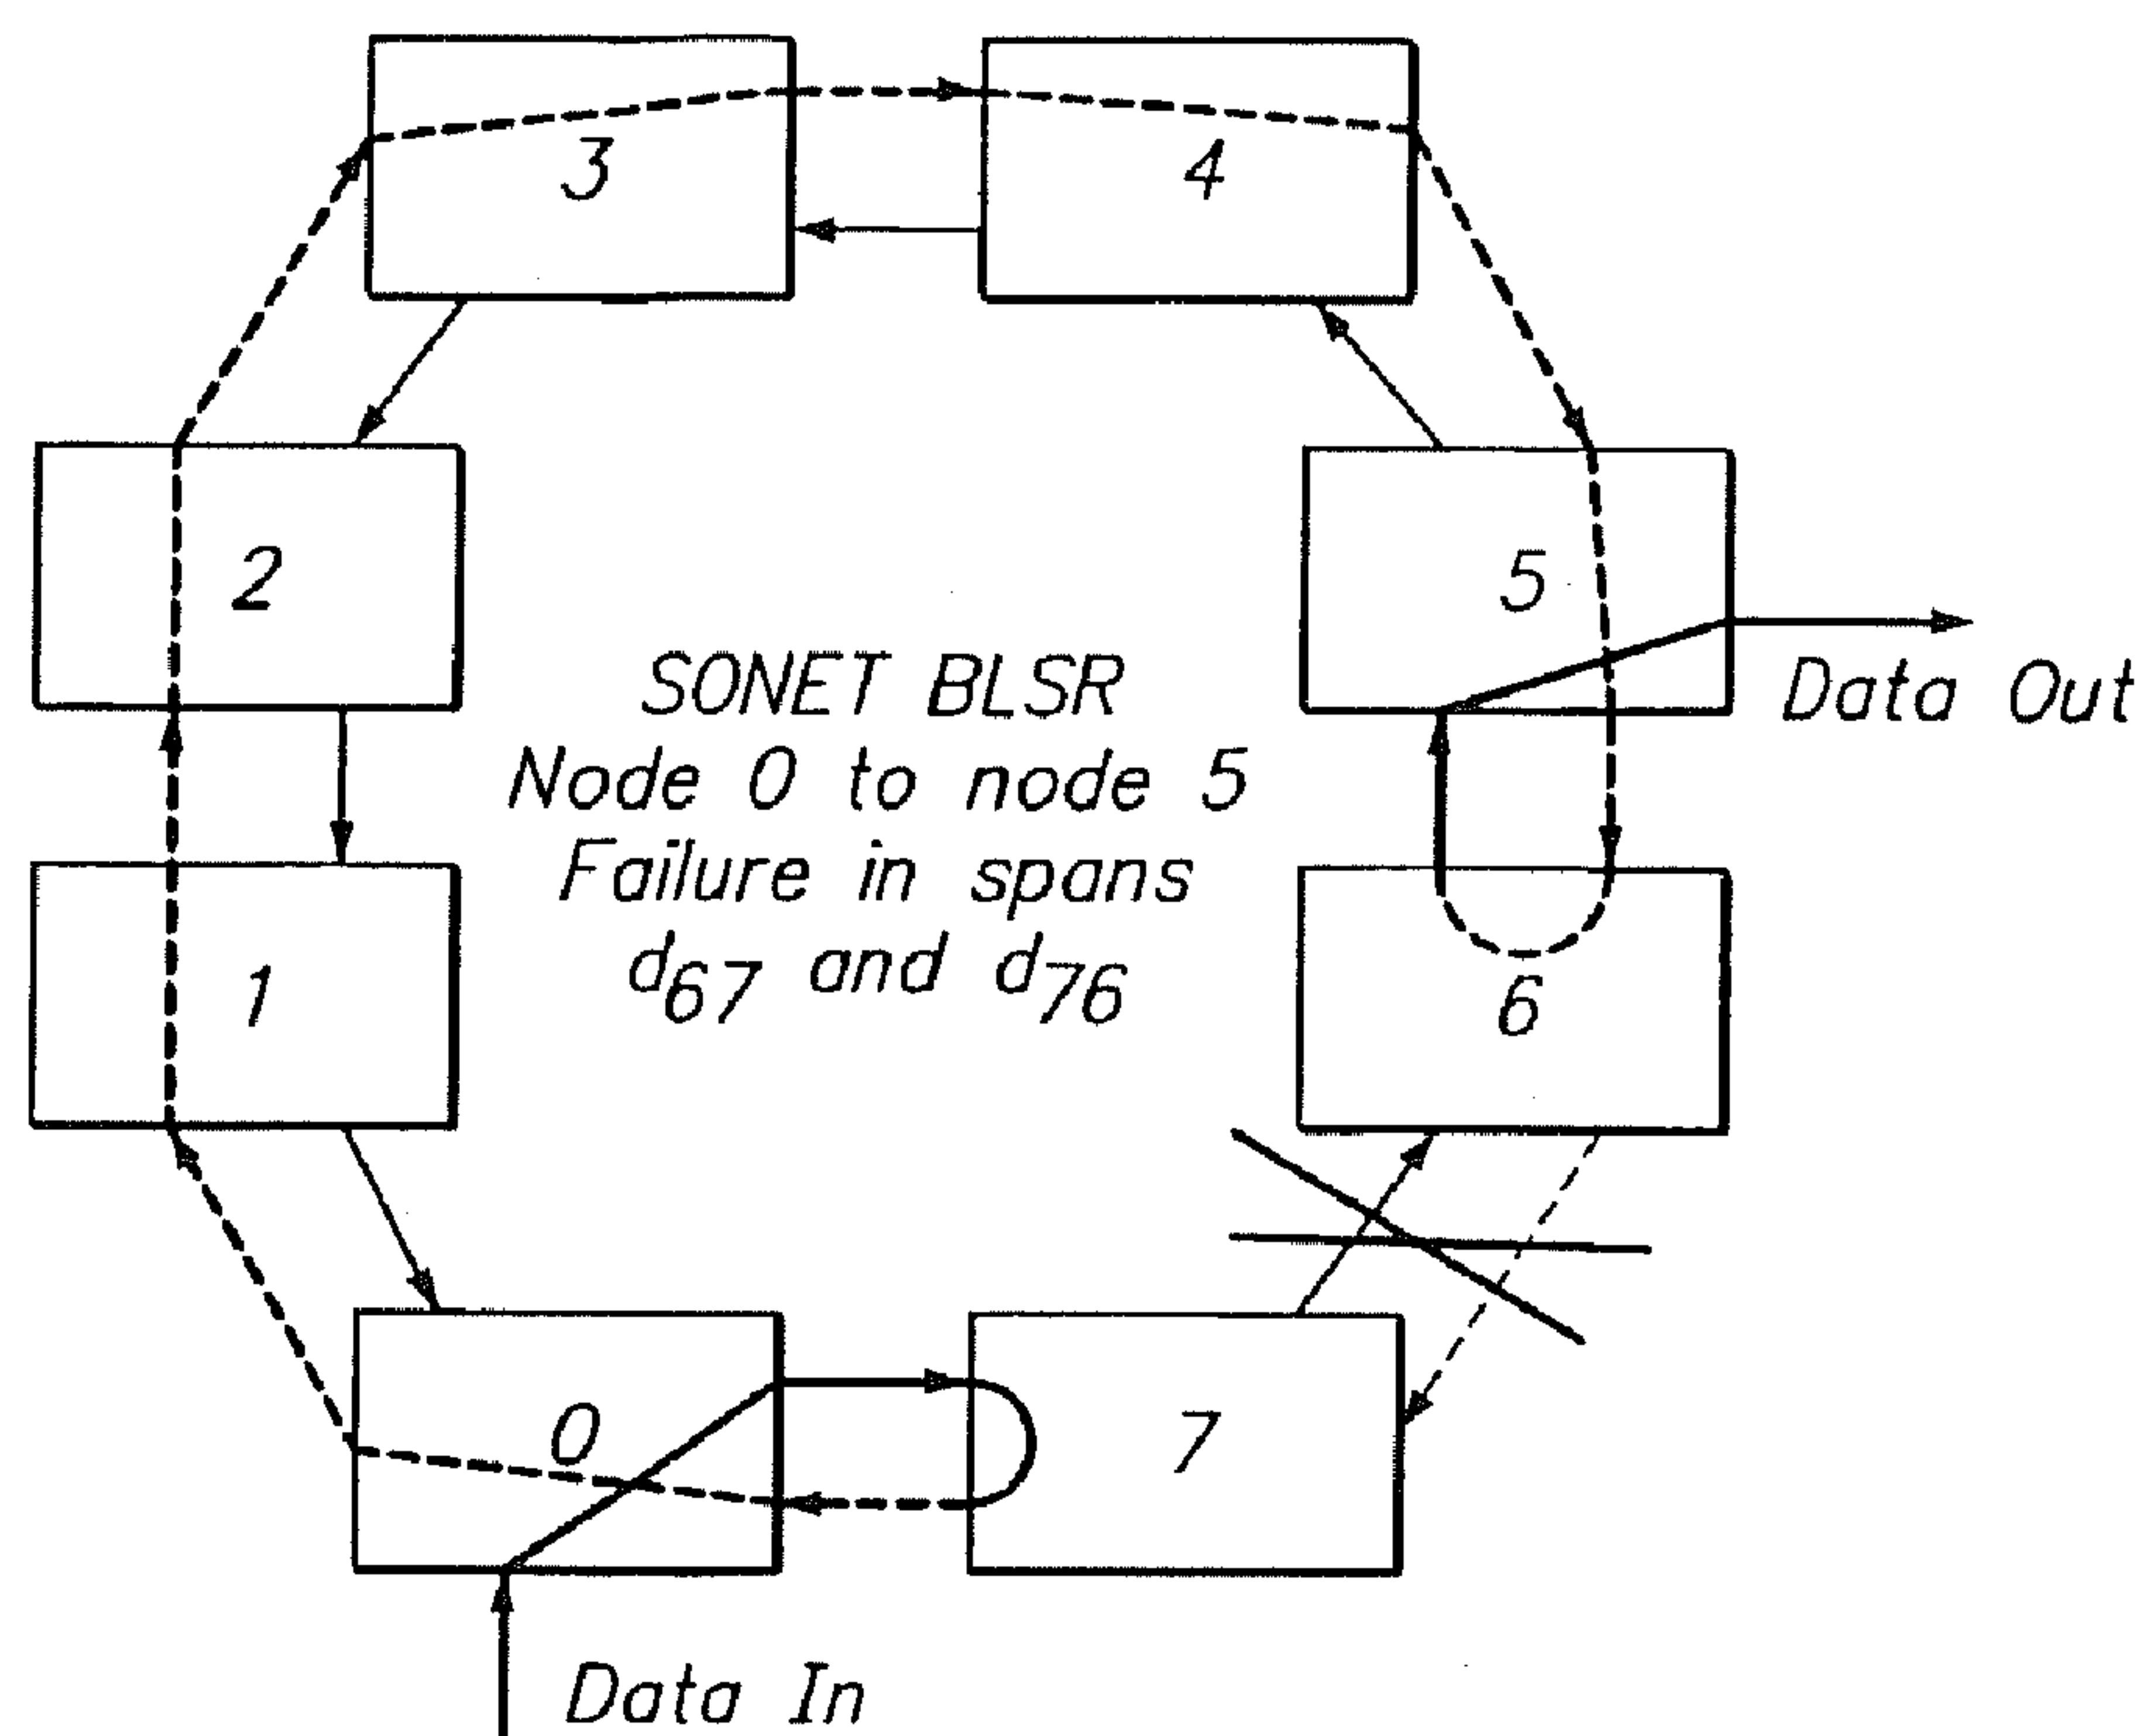 3
4
2
5
SONET BLSR
Node 0 to node 5
Data Out
Failure in spans
d67 and d76
1
6
0
7
Data In